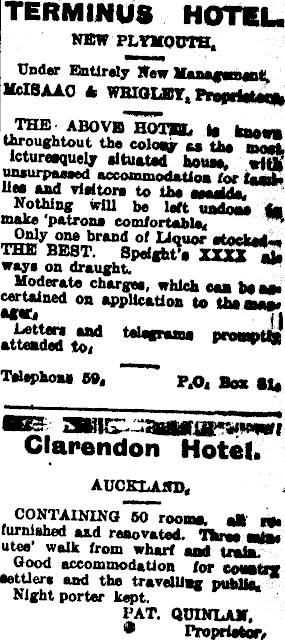 TERMINUS HOTEL.
NEW PLYMOUTH.
Under Entirely New Management.
McISAAC & WRIGLEY, Proprietors.
THE ABOVE HOTEL is known
throughtout the colony as the most
icturesquely situated house, with
unsurpassed accommodation for fami-
lies and visitors to the seaside.
Nothing will be left undone to
make 'patrons comfortable.
Only one brand of Liquor stocked—
THE BEST. Speight's XXXX al-
ways on draught.
Moderate charges, which can be as-
certained on application to the man-
ager.
Letters and telegrams promptly
attended to.
Telephone 59. P.O. Box 81.
Clarendon Hotel.
AUCKLAND.
CONTAINING 50 rooms, all re-
furnished and renovated. Three min-
utes' walk from wharf and train.
Good accommodation for country
settlers and the travelling public.
Night porter kept.
PAT. QUINLAN,
Proprietor,